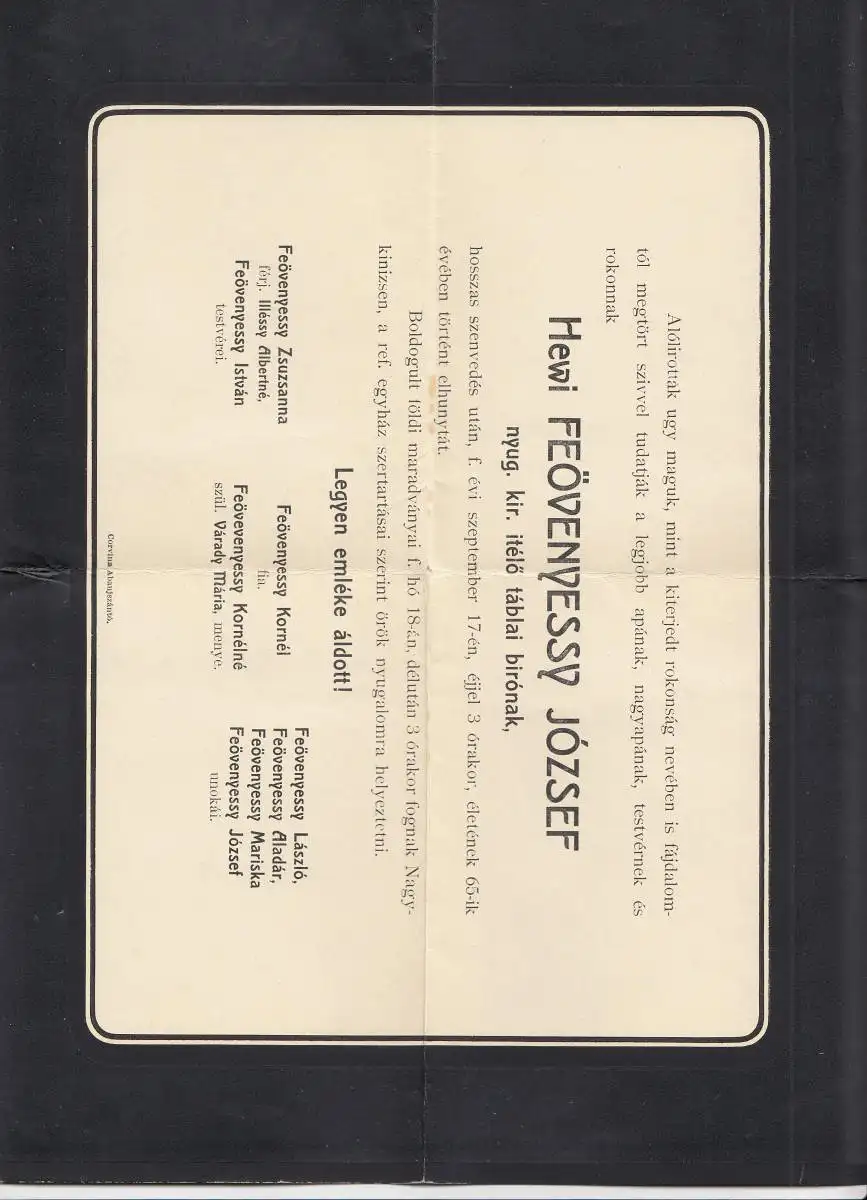 Alólirottak ugy maguk, mint a kiterjedt rokonság nevében is fájdalom-
tól megtört szivvel tudatják a legjobb apának, nagyapának, testvérnek és
rokonnak
Hewi FEÖVENYESSY JÓZSEF
nyug. kir. itélő táblai birónak,
hosszas szenvedés után, f. évi szeptember 17-én, éjjel 3 órakor, életének 65-ik
évében történt elhunytát.
Boldogult földi maradványai f. hó 18-án, délután 3 órakor fognak Nagy-
kinizsen, a ref. egyház szertartásai szerint örök nyugalomra helyeztetni.
Legyen emléke áldott!
Feövenyessy Zsuzsanna
férj. Illéssy Albertné,
Feövenyessy István
testvérei.
Feövenyessy Kornél
fia.
Feövevenyessy Kornélné
szül. Várady Mária, menye.
Feövenyessy László,
Feövenyessy Aladár,
Feövenyessy Mariska
Feövenyessy József
unokái.
Corvina Abaujszántó.